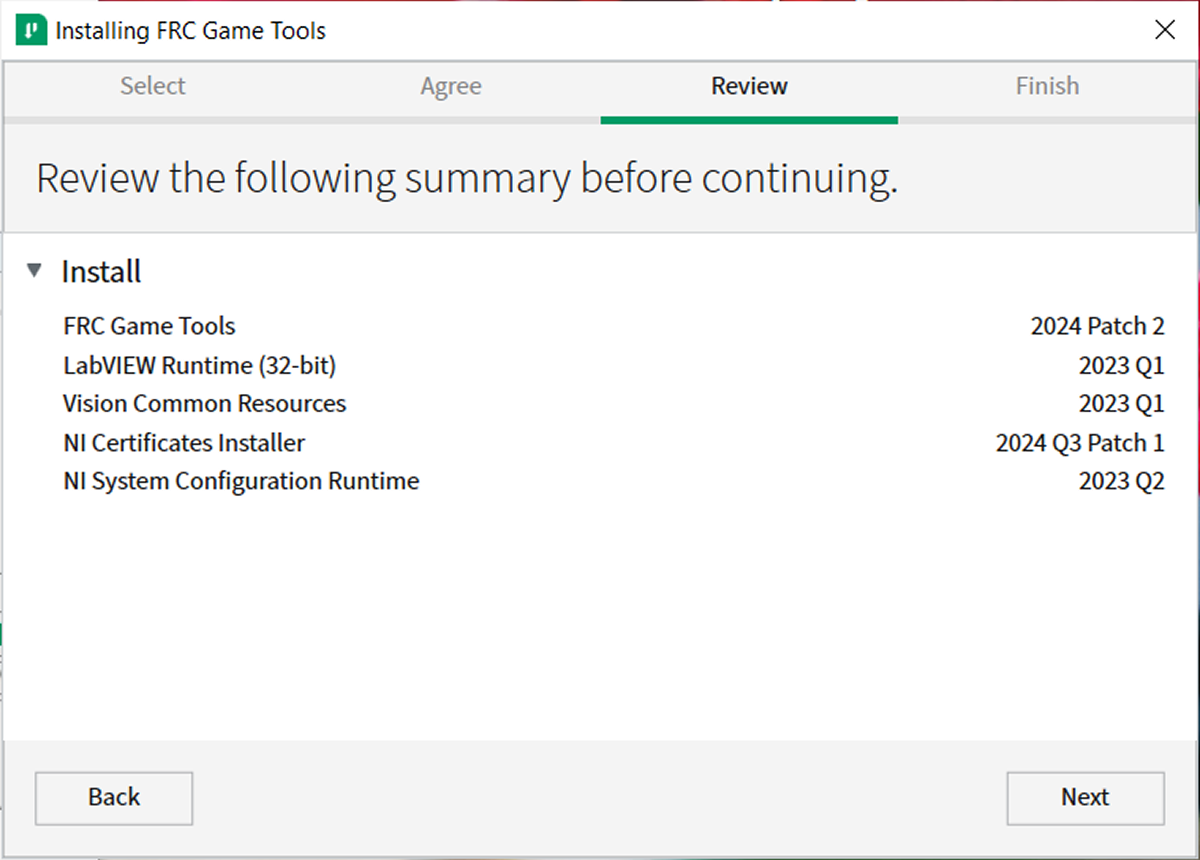 Installing FRC Game Tools
Select Agree Review Finish
Review the following summary before continuing.
Install
FRC Game Tools 2024 Patch 2
LabVIEW Runtime (32-bit) 2023 Q1
Vision Common Resources 2023 Q1
NI Certificates Installer 2024 Q3 Patch 1
NI System Configuration Runtime 2023 Q2
Back Next